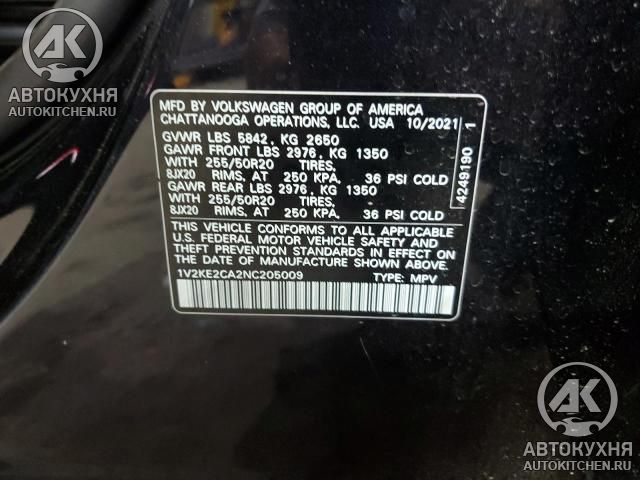 AK
АВТОКУХНЯ
AUTOKITCHEN.RU
MFD BY VOLKSWAGEN GROUP OF AMERICA
CHATTANOOGA OPERATIONS, LLC. USA 10/2021
GVWR LBS 5842, KG 2650
GAWR FRONT LBS 2976, KG 1350
WITH 255/50R20 TIRES,
8JX20 RIMS, AT 250 KPA, 36 PSI COLD
GAWR REAR LBS 2976, KG 1350
WITH 255/50R20 TIRES,
8JX20 RIMS, AT 250 KPA, 36 PSI COLD
THIS VEHICLE CONFORMS TO ALL APPLICABLE
U.S. FEDERAL MOTOR VEHICLE SAFETY AND
THEFT PREVENTION STANDARDS IN EFFECT ON
THE DATE OF MANUFACTURE SHOWN ABOVE.
1V2KE2CA2NC205009 TYPE: MPV
4249190 1
AK
АВТОКУХНЯ
AUTOKITCHEN.RU